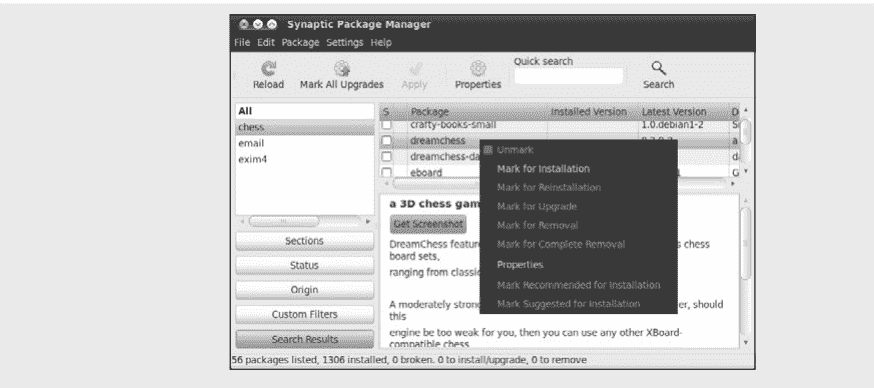 Synaptic Package Manager
File Edit Package Settings Help
Quick search
Reload Mark All Upgrades Apply Properties Search
All
chess
email
exim4
S Package Installed Version Latest Version D
crafty-books-small 1.0.debian1-2
dreamchess
dreamchess-da
eboard
Unmark
Mark for Installation
Mark for Reinstallation
Mark for Upgrade
Mark for Removal
Mark for Complete Removal
Properties
Mark Recommended for Installation
Mark Suggested for Installation
a 3D chess gam
Get Screenshot
DreamChess featur s chess
board sets,
ranging from classic
A moderately stron er, should
this
engine be too weak for you, then you can use any other XBoard-
compatible chess
Sections
Status
Origin
Custom Filters
Search Results
56 packages listed, 1306 installed, 0 broken. 0 to install/upgrade, 0 to remove